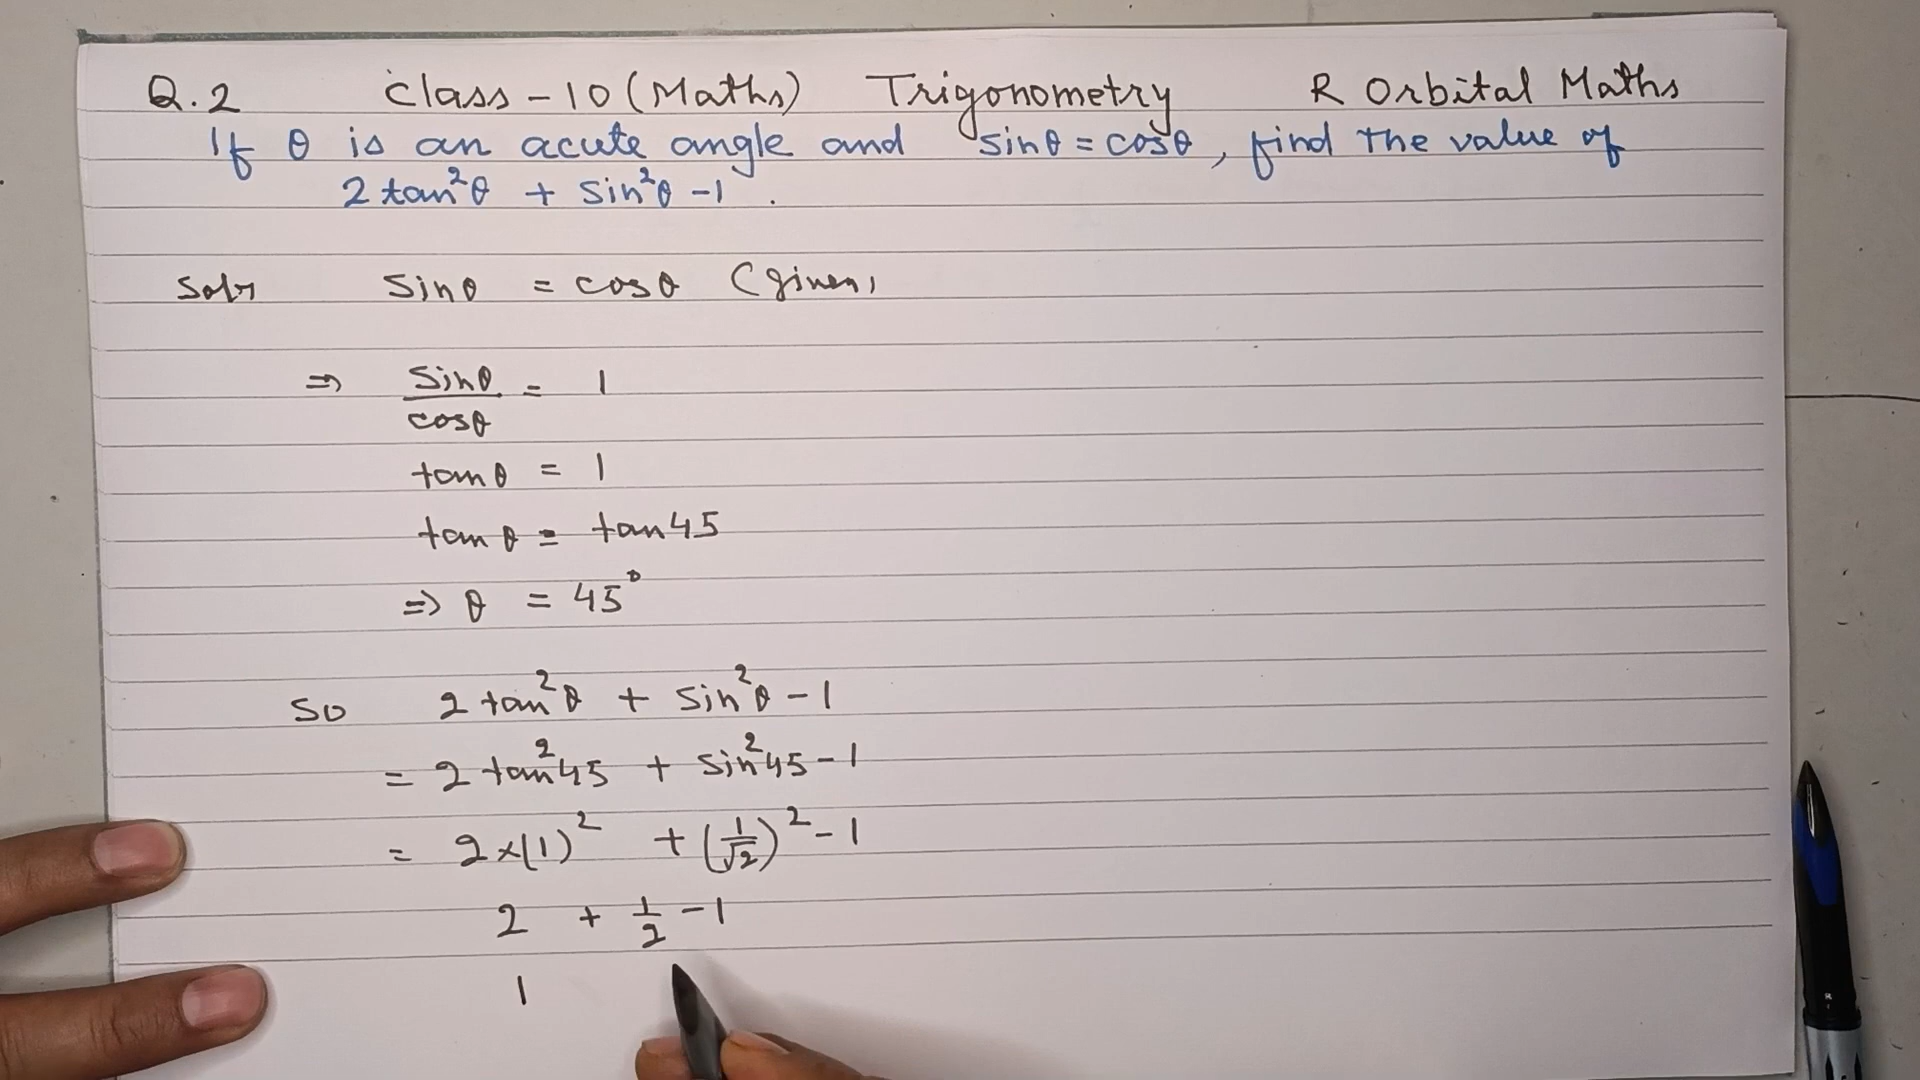 Q.2 Class-10 (Maths) Trigonometry R Orbital Maths
If θ is an acute angle and sinθ = cosθ, find the value of
2 tan²θ + sin²θ - 1.
Soln sinθ = cosθ (given)
⇒ sinθ/cosθ = 1
tanθ = 1
tanθ = tan45
⇒ θ = 45°
So 2 tan²θ + sin²θ - 1
= 2 tan²45 + sin²45 - 1
= 2×(1)² + (1/√2)² - 1
2 + 1/2 - 1
1